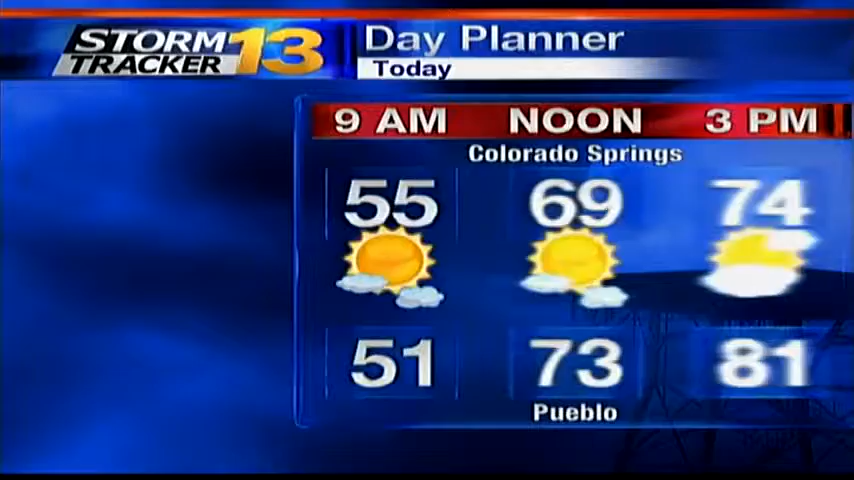 STORM
TRACKER 13
Day Planner
Today
9 AM NOON 3 PM
Colorado Springs
55 69 74
51 73 81
Pueblo